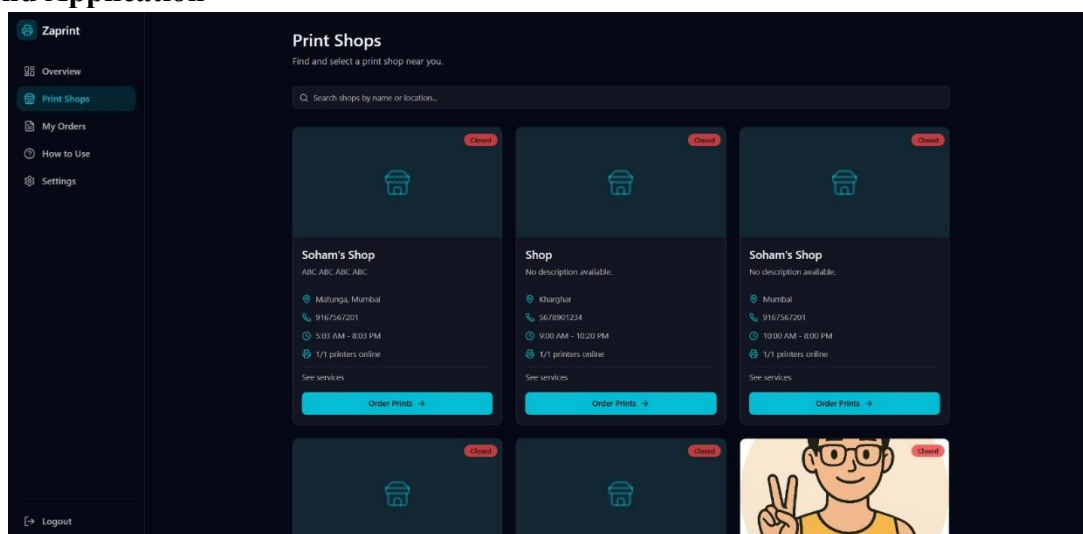 Zaprint
Overview
Print Shops
My Orders
How to Use
Settings
Logout
Print Shops
Find and select a print shop near you.
Search shops by name or location...
Closed
Soham's Shop
ABC ABC ABC ABC
Matunga, Mumbai
9167567201
5:03 AM - 8:03 PM
1/1 printers online
See services
Order Prints →
Closed
Shop
No description available.
Kharghar
5678901234
9:00 AM - 10:20 PM
1/1 printers online
See services
Order Prints →
Closed
Soham's Shop
No description available.
Mumbai
9167567201
10:00 AM - 8:00 PM
1/1 printers online
See services
Order Prints →
Closed
Closed
Closed